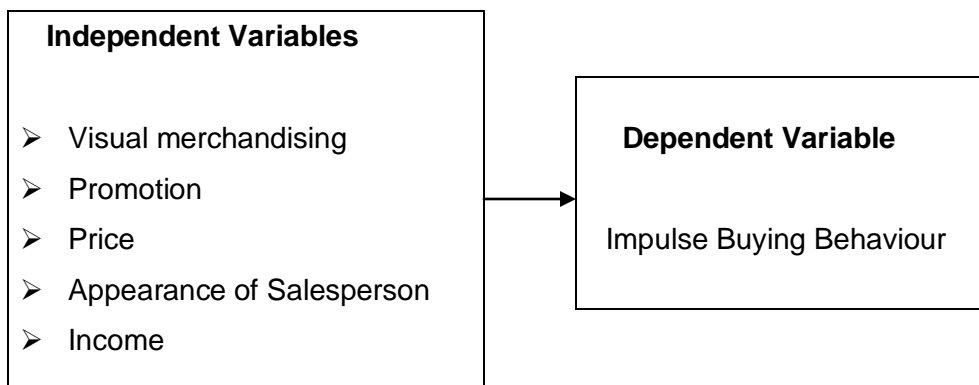 Independent Variables
➢ Visual merchandising
➢ Promotion
➢ Price
➢ Appearance of Salesperson
➢ Income
Dependent Variable
Impulse Buying Behaviour